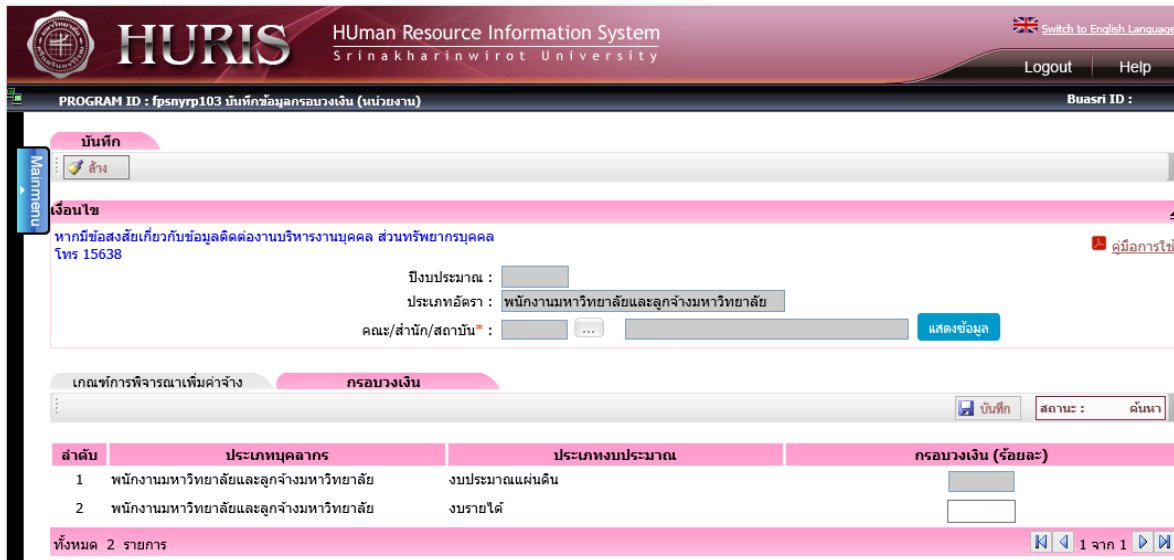 HURIS
HUman Resource Information System
Srinakharinwirot University
Switch to English Language
Logout
Help
PROGRAM ID : fpsnyrp103 บันทึกข้อมูลกรอบวงเงิน (หน่วยงาน)
Buasri ID :
บันทึก
ล้าง
Mainmenu
เงื่อนไข
หากมีข้อสงสัยเกี่ยวกับข้อมูลติดต่องานบริหารงานบุคคล ส่วนทรัพยากรบุคคล
โทร 15638
คู่มือการใช้
ปีงบประมาณ :
ประเภทอัตรา : พนักงานมหาวิทยาลัยและลูกจ้างมหาวิทยาลัย
คณะ/สำนัก/สถาบัน* : ... แสดงข้อมูล
เกณฑ์การพิจารณาเพิ่มค่าจ้าง กรอบวงเงิน
บันทึก สถานะ : ค้นหา
ลำดับ ประเภทบุคลากร ประเภทงบประมาณ กรอบวงเงิน (ร้อยละ)
1 พนักงานมหาวิทยาลัยและลูกจ้างมหาวิทยาลัย งบประมาณแผ่นดิน
2 พนักงานมหาวิทยาลัยและลูกจ้างมหาวิทยาลัย งบรายได้
ทั้งหมด 2 รายการ 1 จาก 1